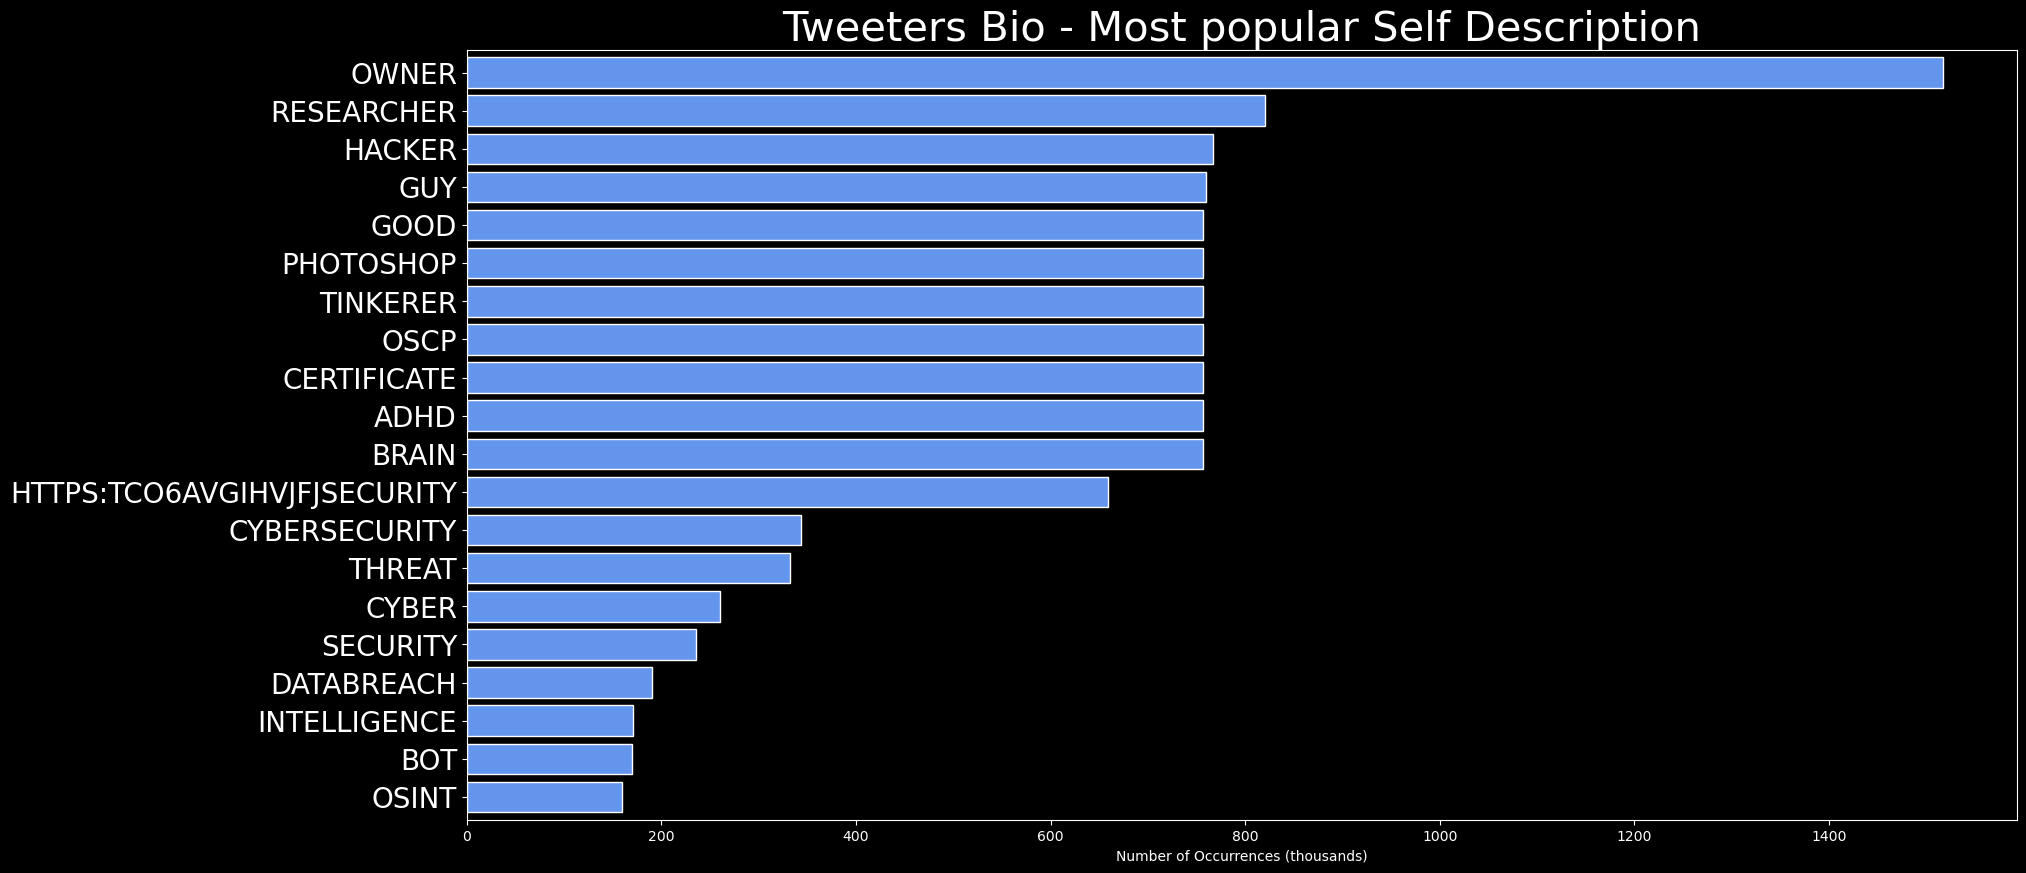 Tweeters Bio - Most popular Self Description
OWNER
RESEARCHER
HACKER
GUY
GOOD
PHOTOSHOP
TINKERER
OSCP
CERTIFICATE
ADHD
BRAIN
HTTPS:TCO6AVGIHVJFJSECURITY
CYBERSECURITY
THREAT
CYBER
SECURITY
DATABREACH
INTELLIGENCE
BOT
OSINT
0 200 400 600 800 1000 1200 1400
Number of Occurrences (thousands)